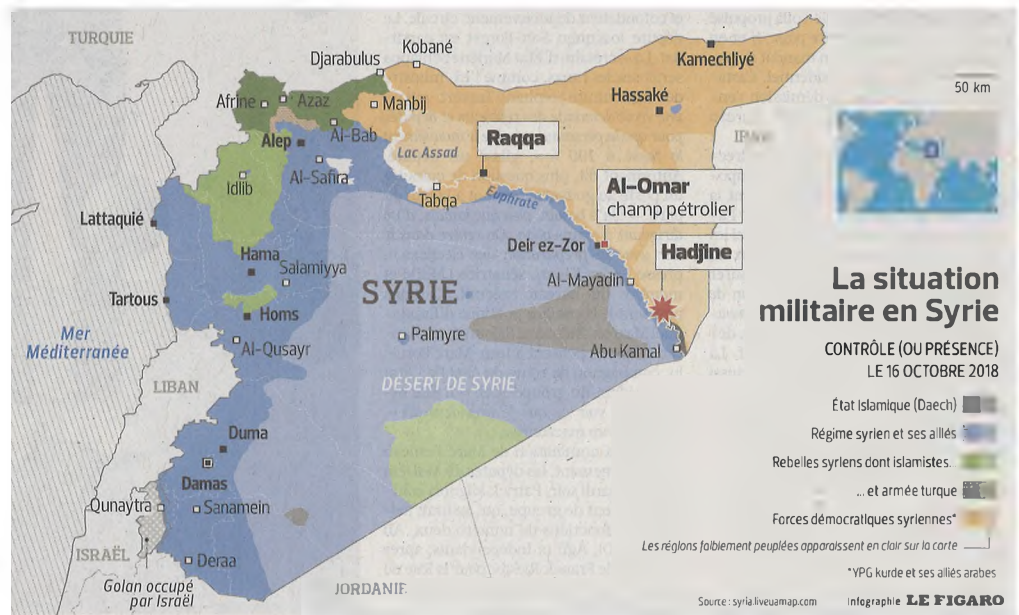 TURQUIE
Kobané
Djarabulus
Kamechliyé
Afrine
Azaz
Manbij
Hassaké
50 km
Al-Bab
Alep
Raqqa
Lac Assad
Al-Safira
Idlib
Tabqa
Euphrate
Al-Omar
champ pétrolier
Lattaquié
Deir ez-Zor
Hadjine
Hama
Salamiyya
Al-Mayadin
SYRIE
Tartous
Homs
La situation
militaire en Syrie
Mer
Méditerranée
Palmyre
Al-Qusayr
Abu Kamal
CONTRÔLE (OU PRÉSENCE)
LE 16 OCTOBRE 2018
LIBAN
DÉSERT DE SYRIE
État Islamique (Daech)
Duma
Régime syrien et ses alliés
Damas
Rebelles syriens dont islamistes...
Qunaytra
Sanamein
... et armée turque
Forces démocratiques syriennes*
ISRAËL
Les régions faiblement peuplées apparaissent en clair sur la carte
Deraa
*YPG kurde et ses alliés arabes
Golan occupé
par Israël
JORDANIE
Source : syria.liveuamap.com
Infographie LE FIGARO